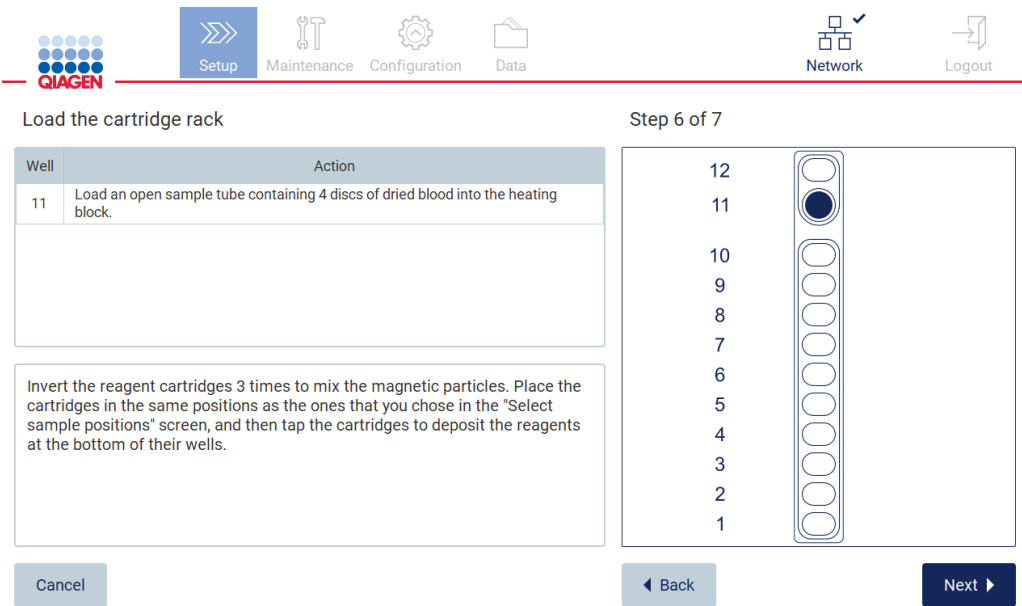 QIAGEN
Setup
Maintenance
Configuration
Data
Network
Logout
Load the cartridge rack
Step 6 of 7
Well
Action
11
Load an open sample tube containing 4 discs of dried blood into the heating
block.
Invert the reagent cartridges 3 times to mix the magnetic particles. Place the
cartridges in the same positions as the ones that you chose in the "Select
sample positions" screen, and then tap the cartridges to deposit the reagents
at the bottom of their wells.
12
11
10
9
8
7
6
5
4
3
2
1
Cancel
Back
Next